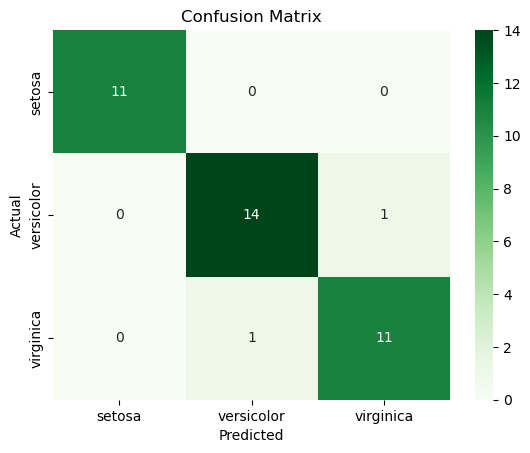 Confusion Matrix
14
12
10
8
6
4
2
0
Actual
setosa
versicolor
virginica
11 0 0
0 14 1
0 1 11
setosa versicolor virginica
Predicted